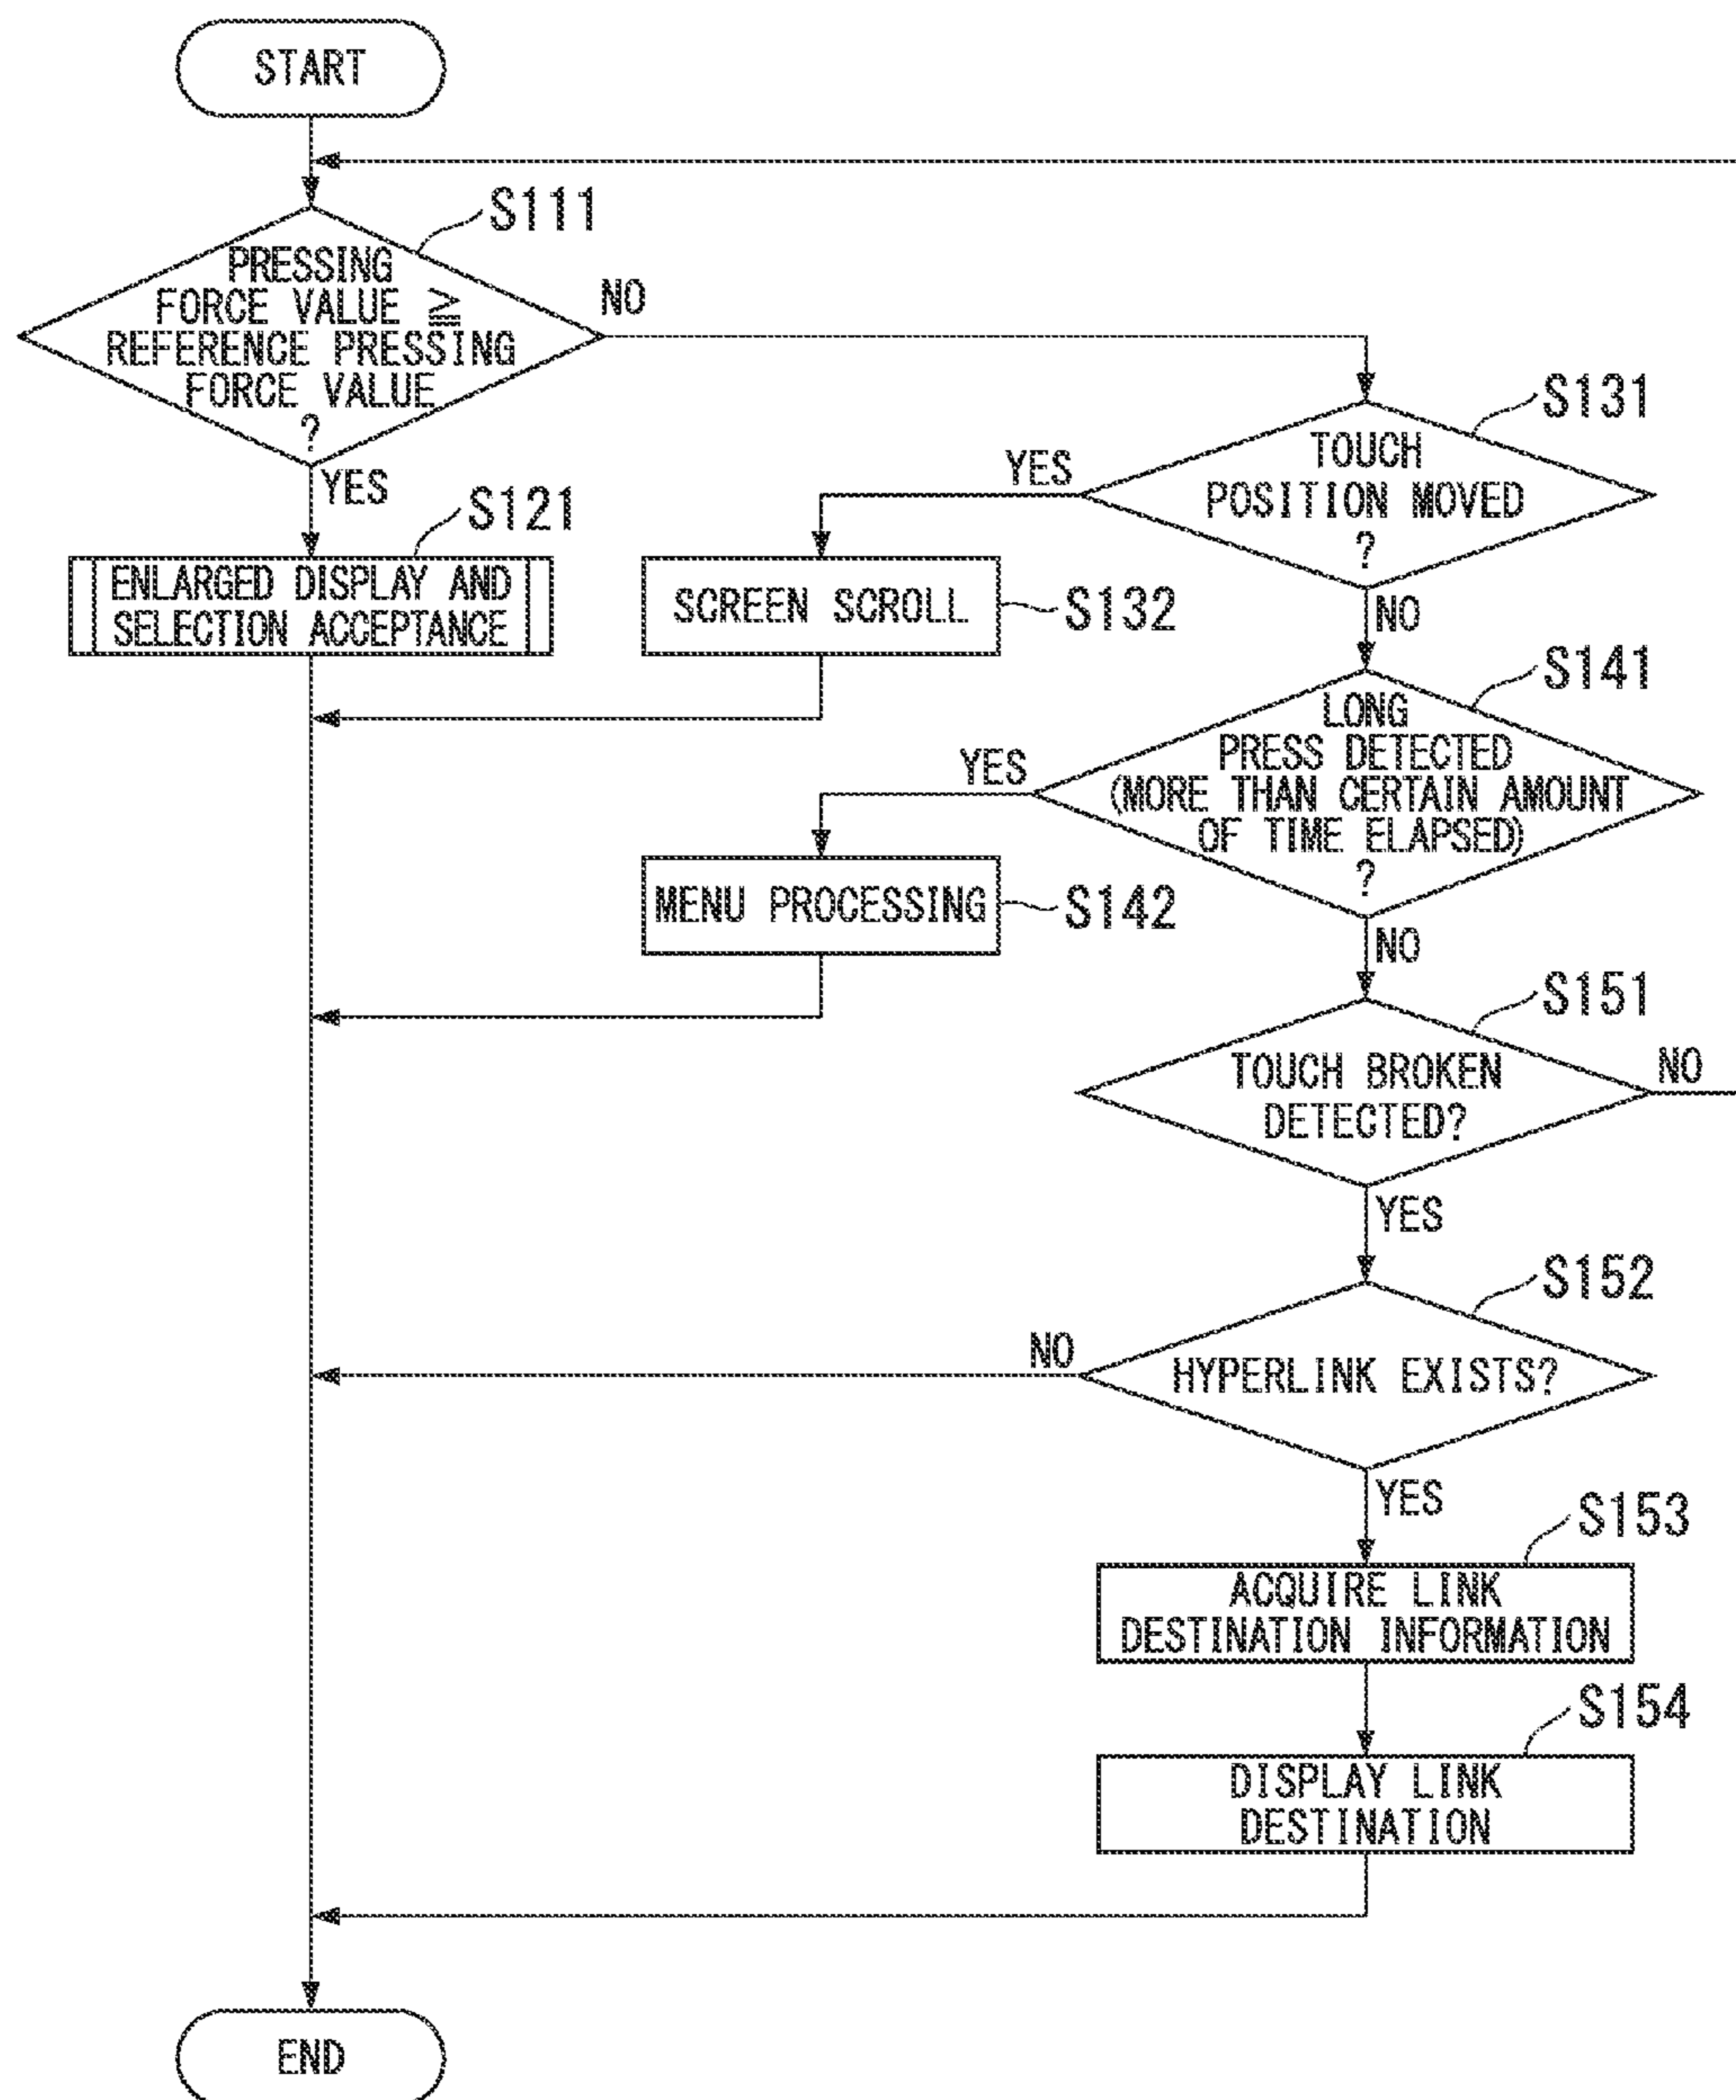 START
S111
PRESSING
FORCE VALUE ≧
REFERENCE PRESSING
FORCE VALUE
?
NO
YES
S121
ENLARGED DISPLAY AND
SELECTION ACCEPTANCE
S131
TOUCH
POSITION MOVED
?
YES
SCREEN SCROLL
S132
NO
S141
LONG
PRESS DETECTED
(MORE THAN CERTAIN AMOUNT
OF TIME ELAPSED)
?
YES
MENU PROCESSING
S142
NO
S151
TOUCH BROKEN
DETECTED?
NO
YES
S152
HYPERLINK EXISTS?
NO
YES
S153
ACQUIRE LINK
DESTINATION INFORMATION
S154
DISPLAY LINK
DESTINATION
END